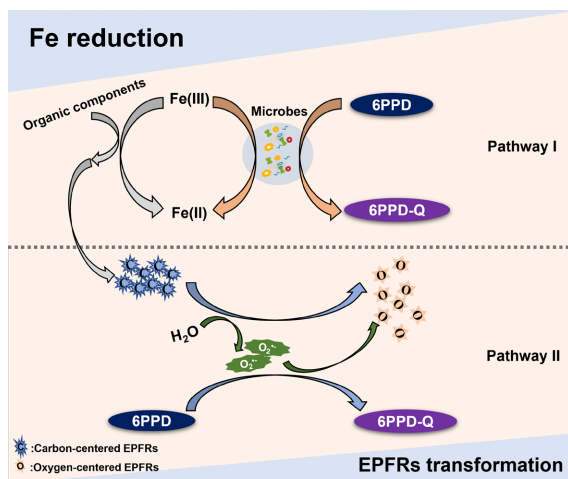 Fe reduction
Organic components
Fe(III)
Microbes
6PPD
Pathway I
Fe(II)
6PPD-Q
C C C C C C C
O O O O O O O O
H₂O
O₂•⁻
O₂•⁻
Pathway II
6PPD
6PPD-Q
C :Carbon-centered EPFRs
O :Oxygen-centered EPFRs
EPFRs transformation